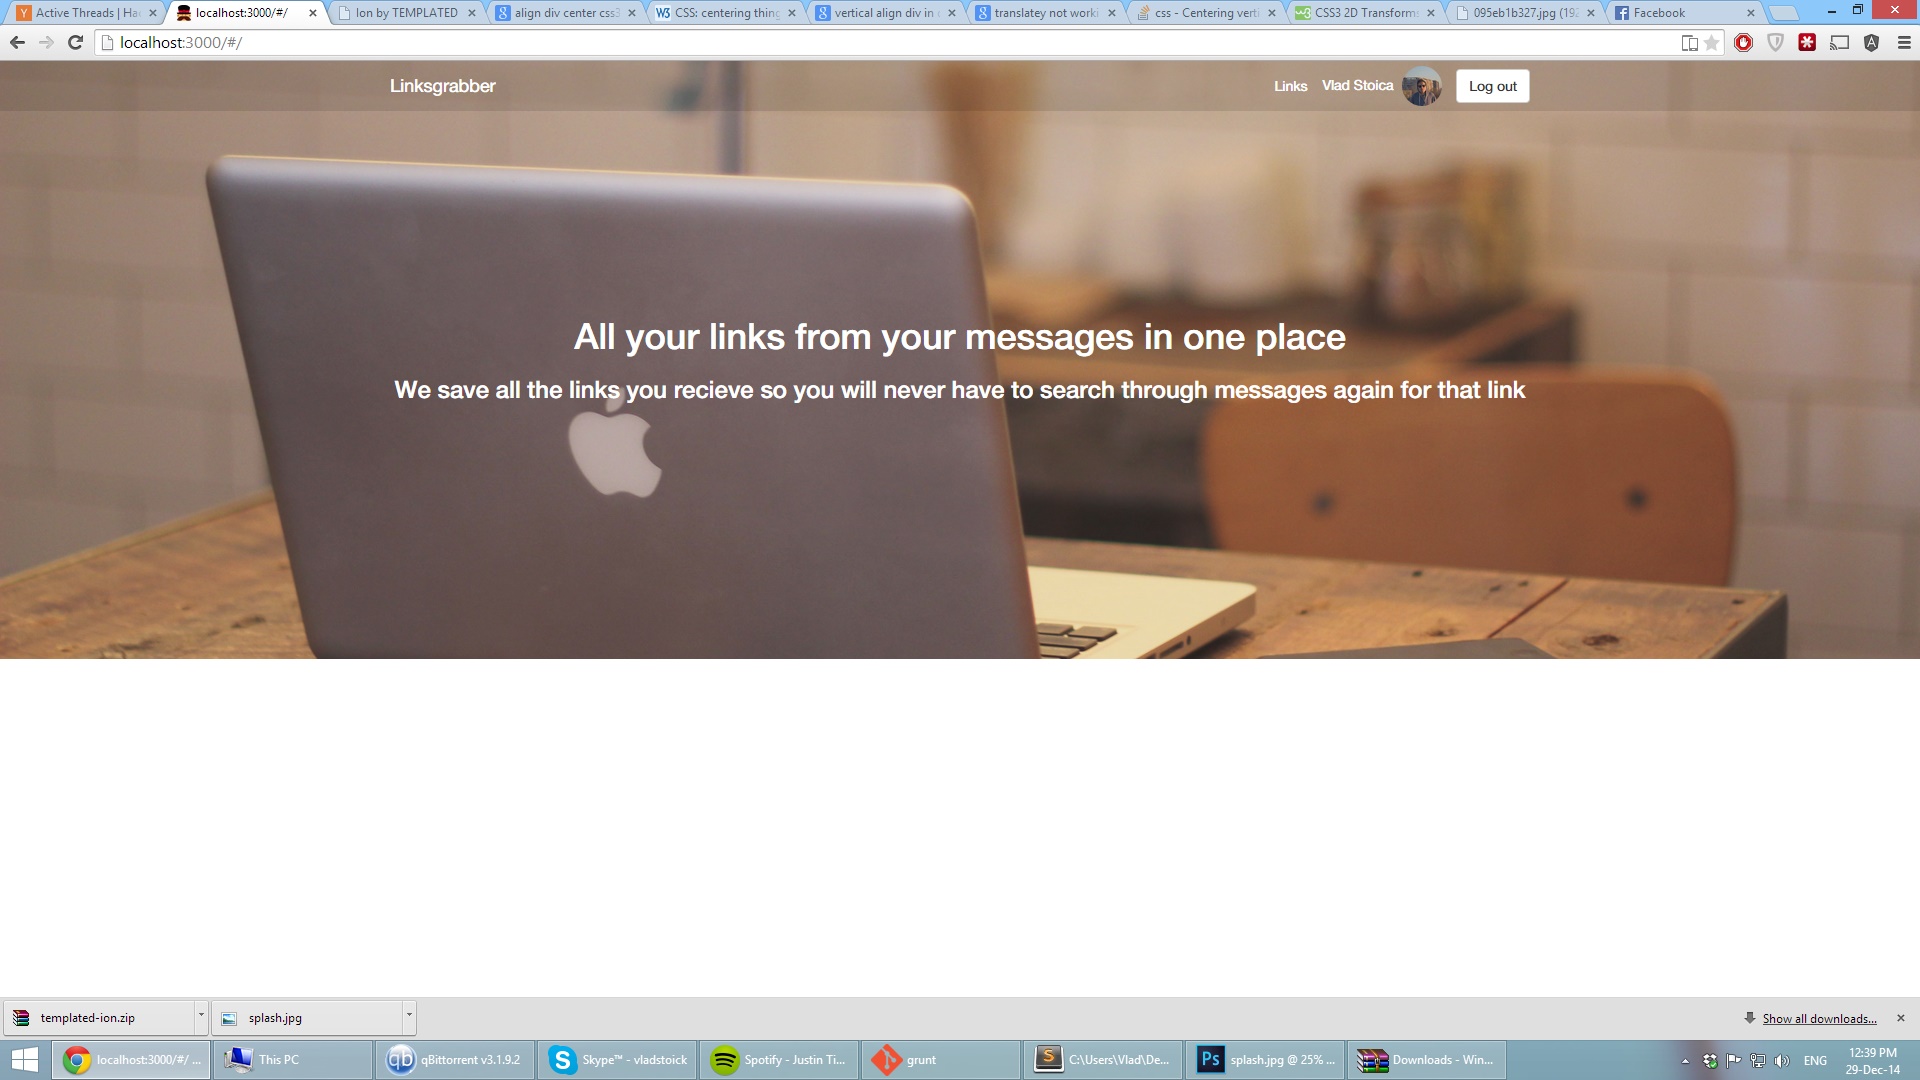 Active Threads | Ha
localhost:3000/#/
Ion by TEMPLATED
align div center css3
CSS: centering thing
vertical align div in
translatey not worki
css - Centering verti
CSS3 2D Transforms
095eb1b327.jpg (192
Facebook
localhost:3000/#/
Linksgrabber
Links Vlad Stoica Log out
All your links from your messages in one place
We save all the links you recieve so you will never have to search through messages again for that link
templated-ion.zip
splash.jpg
Show all downloads...
localhost:3000/#/ ...
This PC
qBittorrent v3.1.9.2
Skype™ - vladstoick
Spotify - Justin Ti...
grunt
C:\Users\Vlad\De...
splash.jpg @ 25% ...
Downloads - Win...
ENG
12:39 PM
29-Dec-14